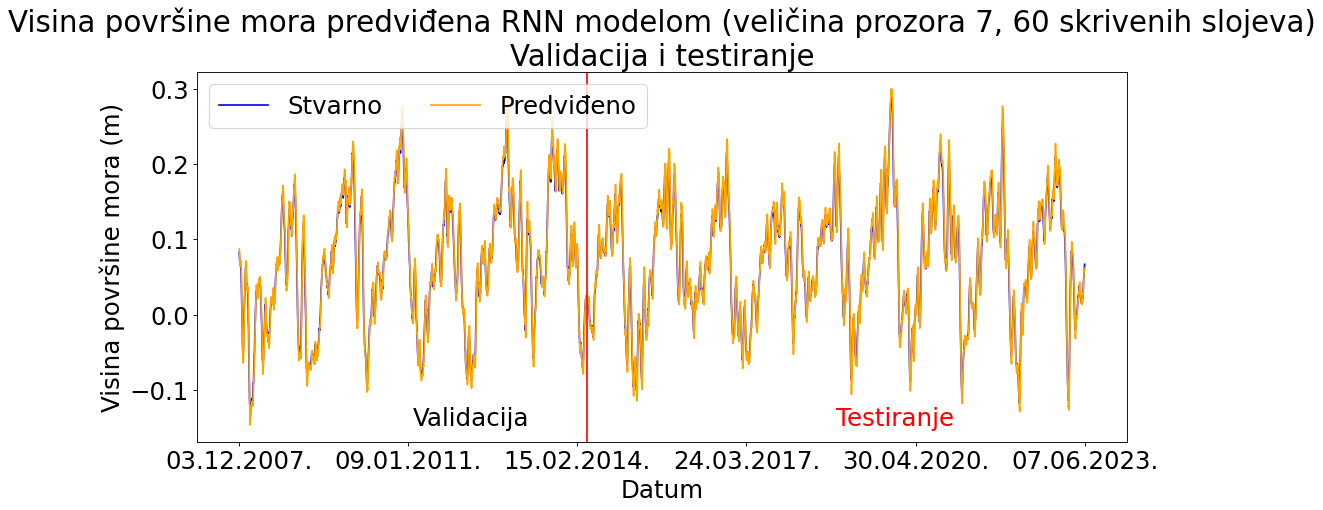 Visina površine mora predviđena RNN modelom (veličina prozora 7, 60 skrivenih slojeva)
Validacija i testiranje
Stvarno Predviđeno
Visina površine mora (m)
0.3
0.2
0.1
0.0
−0.1
Validacija
Testiranje
03.12.2007. 09.01.2011. 15.02.2014. 24.03.2017. 30.04.2020. 07.06.2023.
Datum